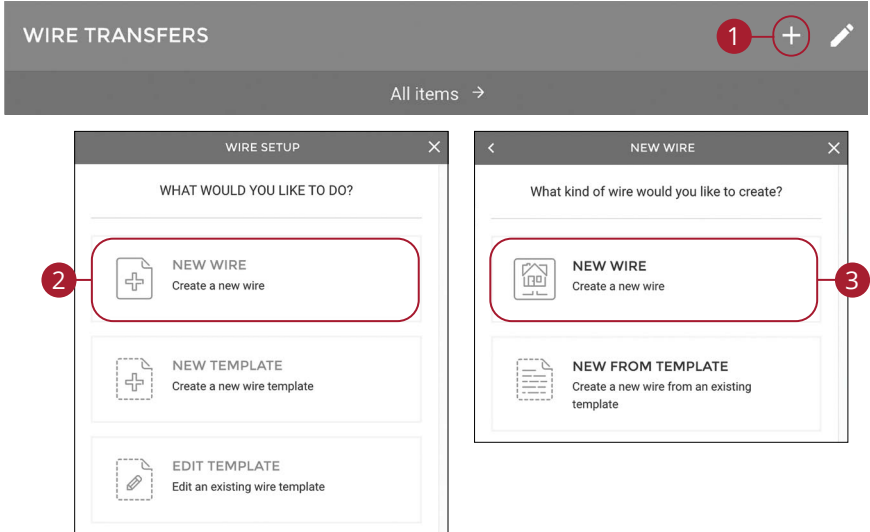 WIRE TRANSFERS
1
All items →
WIRE SETUP
WHAT WOULD YOU LIKE TO DO?
2
NEW WIRE
Create a new wire
NEW TEMPLATE
Create a new wire template
EDIT TEMPLATE
Edit an existing wire template
NEW WIRE
What kind of wire would you like to create?
NEW WIRE
Create a new wire
3
NEW FROM TEMPLATE
Create a new wire from an existing
template